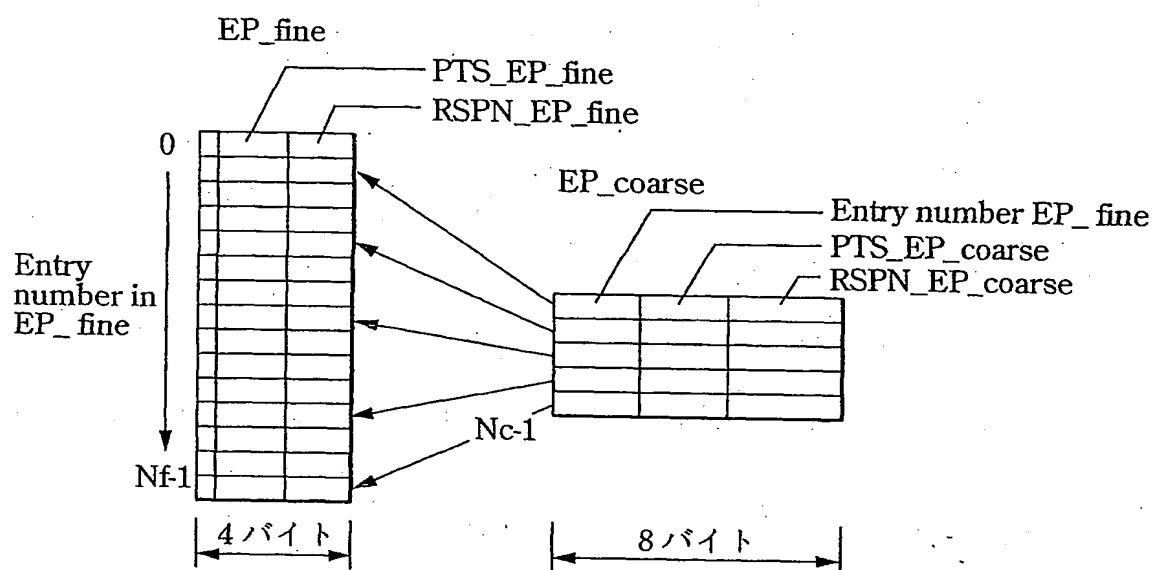 EP_fine
PTS_EP_fine
RSPN_EP_fine
0
EP_coarse
Entry number EP_ fine
PTS_EP_coarse
RSPN_EP_coarse
Entry
number in
EP_ fine
Nc-1
Nf-1
4バイト
8バイト